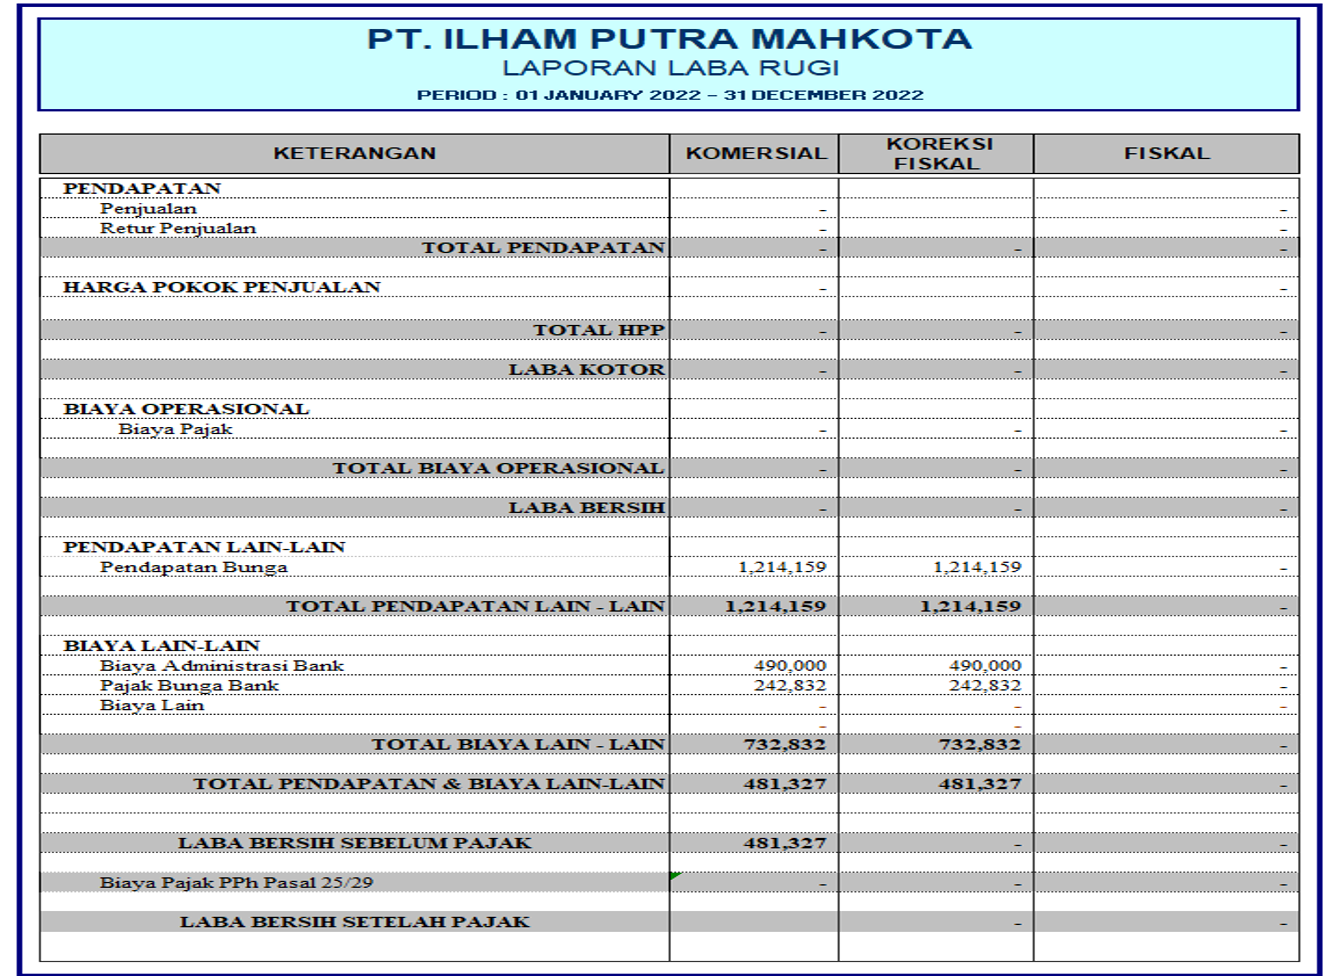 PT. ILHAM PUTRA MAHKOTA
LAPORAN LABA RUGI
PERIOD : 01 JANUARY 2022 - 31 DECEMBER 2022
KETERANGAN KOMERSIAL KOREKSI FISKAL FISKAL
PENDAPATAN
Penjualan - -
Retur Penjualan - -
TOTAL PENDAPATAN - - -
HARGA POKOK PENJUALAN - -
TOTAL HPP - - -
LABA KOTOR - - -
BIAYA OPERASIONAL
Biaya Pajak - - -
TOTAL BIAYA OPERASIONAL - - -
LABA BERSIH - - -
PENDAPATAN LAIN-LAIN
Pendapatan Bunga 1,214,159 1,214,159 -
TOTAL PENDAPATAN LAIN - LAIN 1,214,159 1,214,159 -
BIAYA LAIN-LAIN
Biaya Administrasi Bank 490,000 490,000 -
Pajak Bunga Bank 242,832 242,832 -
Biaya Lain - - -
- -
TOTAL BIAYA LAIN - LAIN 732,832 732,832 -
TOTAL PENDAPATAN & BIAYA LAIN-LAIN 481,327 481,327 -
LABA BERSIH SEBELUM PAJAK 481,327 - -
Biaya Pajak PPh Pasal 25/29 - - -
LABA BERSIH SETELAH PAJAK - -